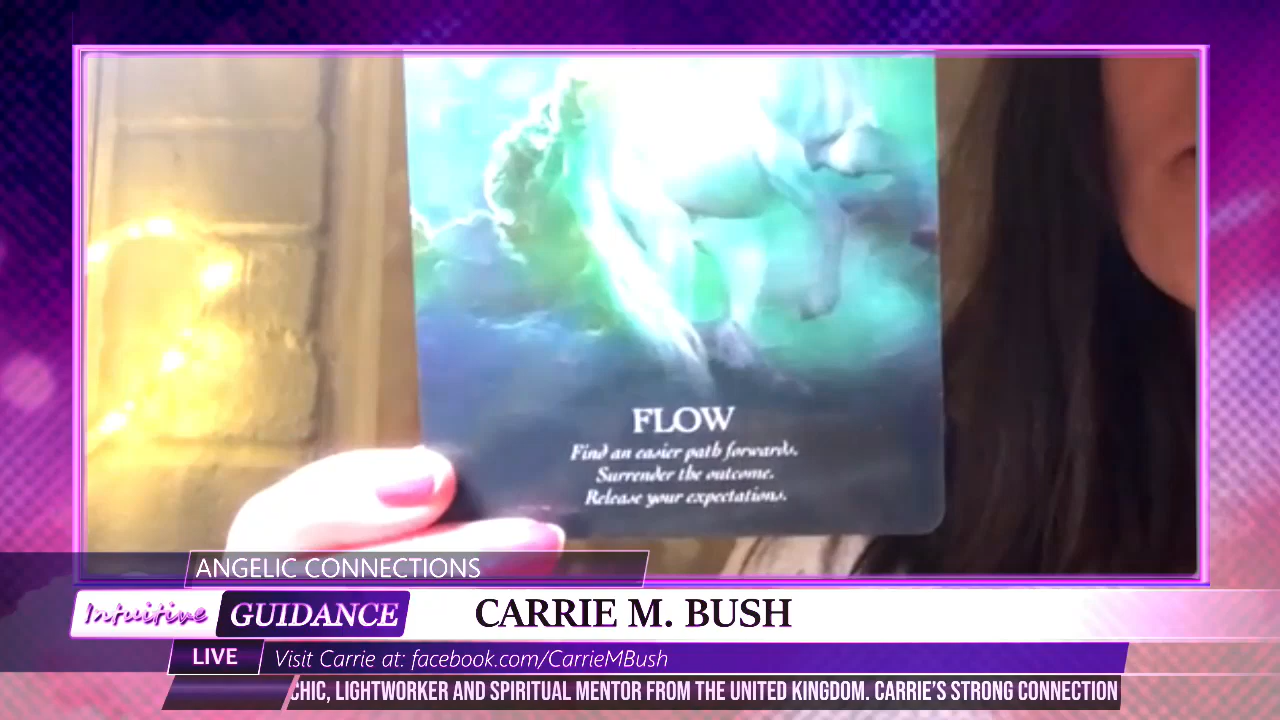 FLOW
Find an easier path forwards.
Surrender the outcome.
Release your expectations.
ANGELIC CONNECTIONS
Intuitive GUIDANCE
CARRIE M. BUSH
LIVE
Visit Carrie at: facebook.com/CarrieMBush
CHIC, LIGHTWORKER AND SPIRITUAL MENTOR FROM THE UNITED KINGDOM. CARRIE'S STRONG CONNECTION